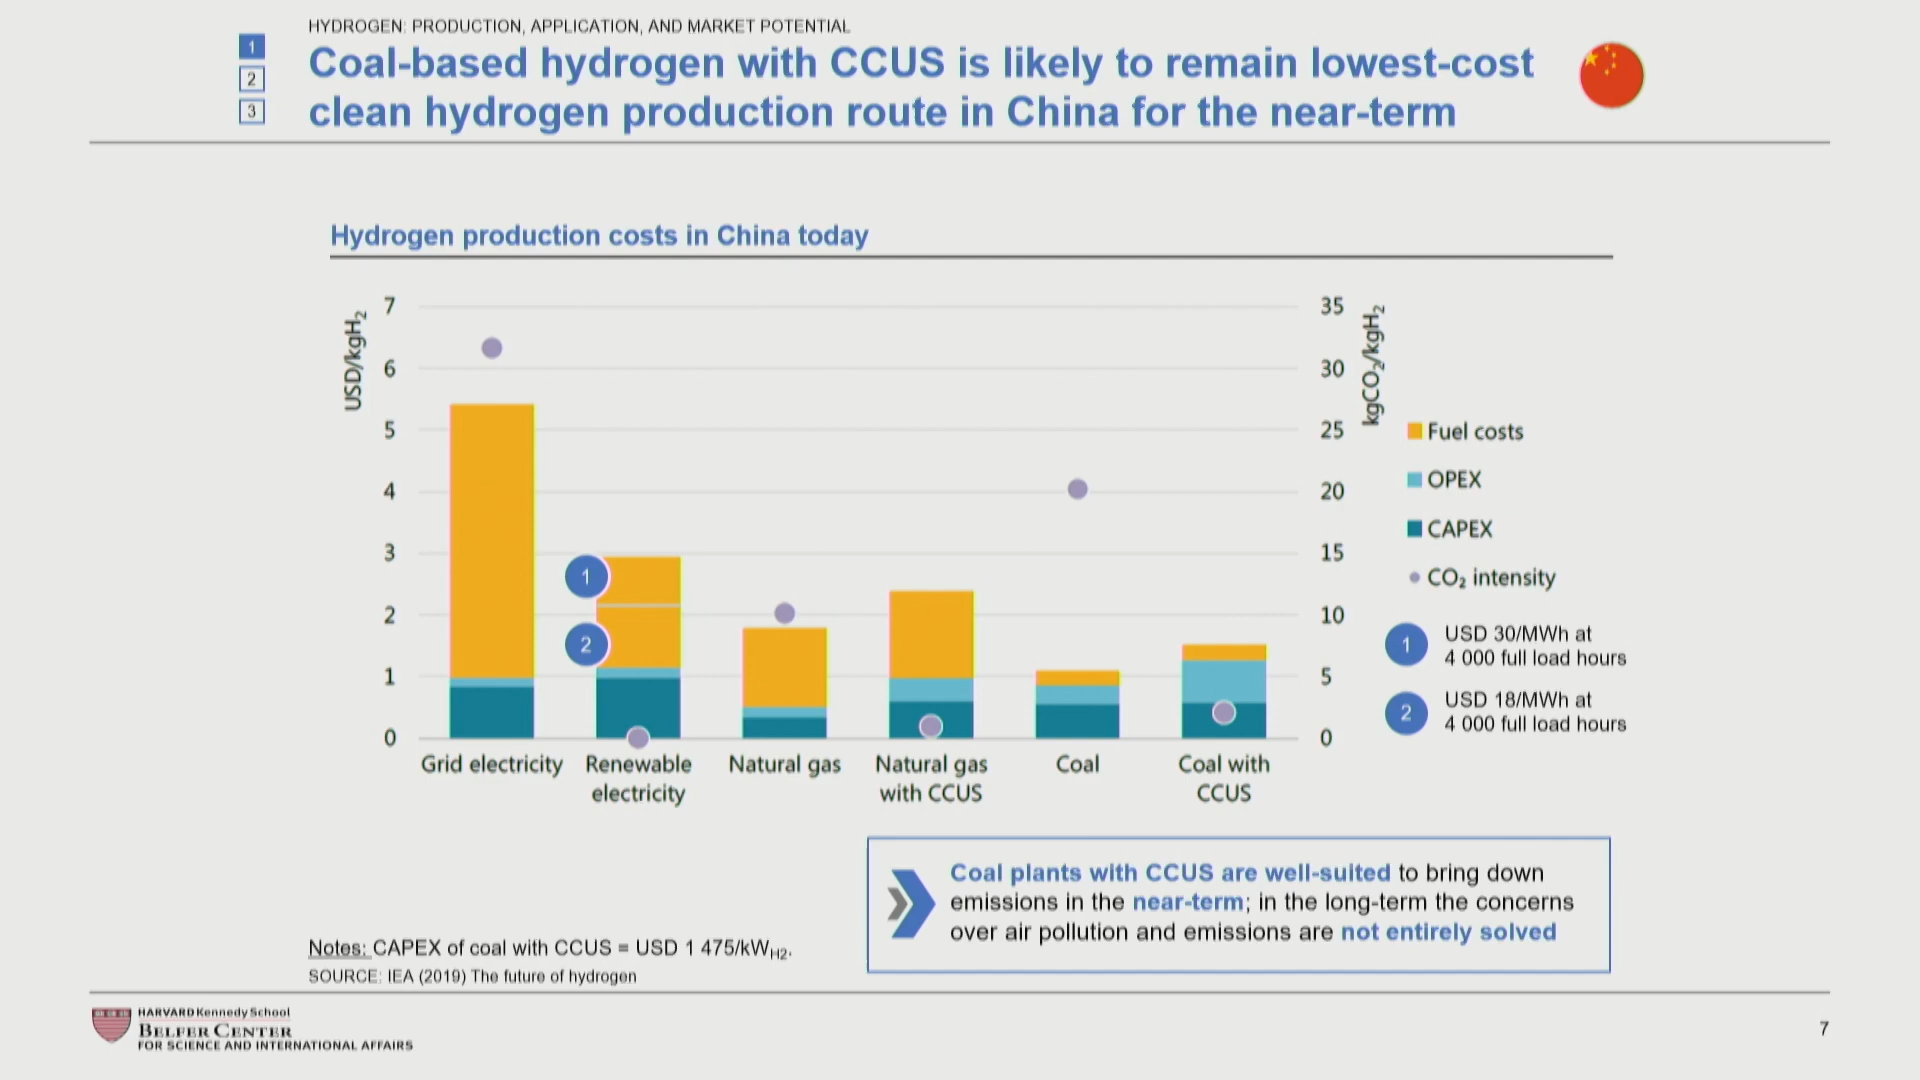 HYDROGEN: PRODUCTION, APPLICATION, AND MARKET POTENTIAL
1
2
3
Coal-based hydrogen with CCUS is likely to remain lowest-cost
clean hydrogen production route in China for the near-term
Hydrogen production costs in China today
USD/kgH₂
7
6
5
4
3
2
1
0
1
2
35
30
25
20
15
10
5
0
kgCO₂/kgH₂
Grid electricity
Renewable
electricity
Natural gas
Natural gas
with CCUS
Coal
Coal with
CCUS
Fuel costs
OPEX
CAPEX
CO₂ intensity
1
USD 30/MWh at
4 000 full load hours
2
USD 18/MWh at
4 000 full load hours
Coal plants with CCUS are well-suited to bring down
emissions in the near-term; in the long-term the concerns
over air pollution and emissions are not entirely solved
Notes: CAPEX of coal with CCUS = USD 1 475/kWH2.
SOURCE: IEA (2019) The future of hydrogen
HARVARD Kennedy School
BELFER CENTER
FOR SCIENCE AND INTERNATIONAL AFFAIRS
7